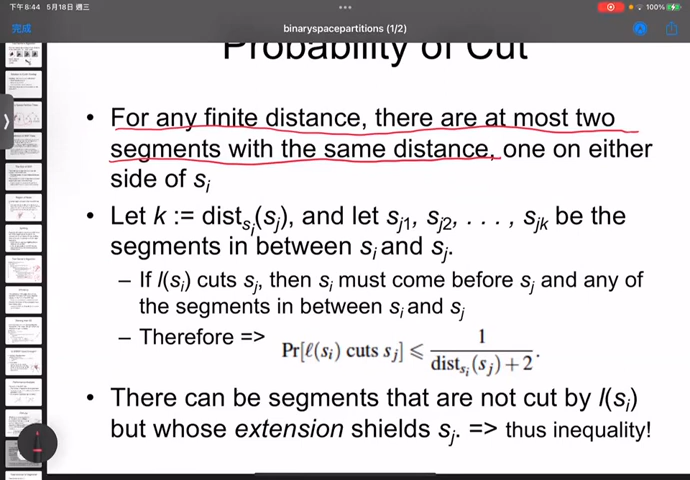 下午8:44 5月18日 週三
100%
完成
binaryspacepartitions (1/2)
Probability of Cut
• For any finite distance, there are at most two
segments with the same distance, one on either
side of si
• Let k := distsi(sj), and let sj1, sj2, . . . , sjk be the
segments in between si and sj.
– If l(si) cuts sj, then si must come before sj and any of
the segments in between si and sj
– Therefore => Pr[ℓ(si) cuts sj] ⩽ 1 / (distsi(sj)+2).
• There can be segments that are not cut by l(si)
but whose extension shields sj. => thus inequality!